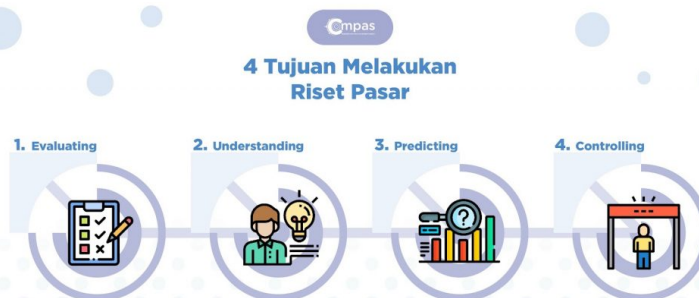 Compas
4 Tujuan Melakukan
Riset Pasar
1. Evaluating
2. Understanding
3. Predicting
4. Controlling